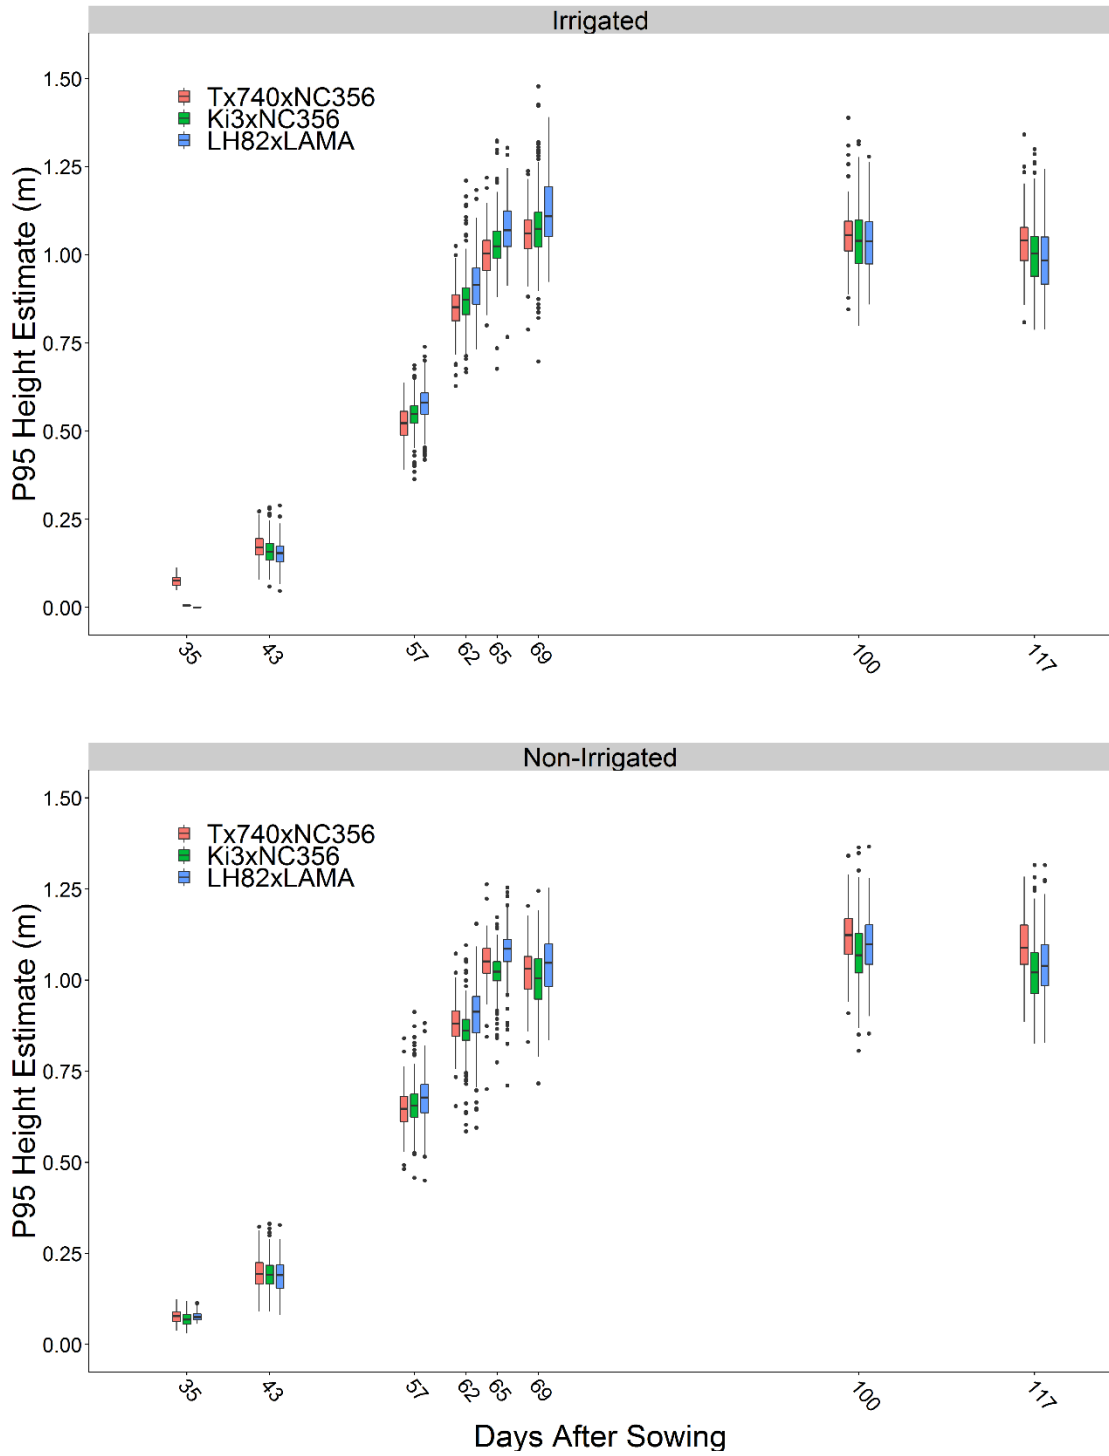 Irrigated
P95 Height Estimate (m)
1.50
1.25
1.00
0.75
0.50
0.25
0.00
Tx740xNC356
Ki3xNC356
LH82xLAMA
35 43 57 62 65 69 100 117
Non-Irrigated
P95 Height Estimate (m)
1.50
1.25
1.00
0.75
0.50
0.25
0.00
Tx740xNC356
Ki3xNC356
LH82xLAMA
35 43 57 62 65 69 100 117
Days After Sowing